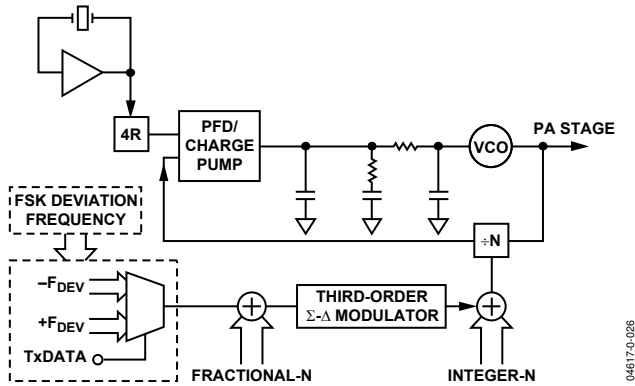 4R
PFD/
CHARGE
PUMP
VCO
PA STAGE
FSK DEVIATION
FREQUENCY
÷N
–FDEV
+FDEV
TxDATA
THIRD-ORDER
Σ-Δ MODULATOR
FRACTIONAL-N
INTEGER-N
04617-0-026